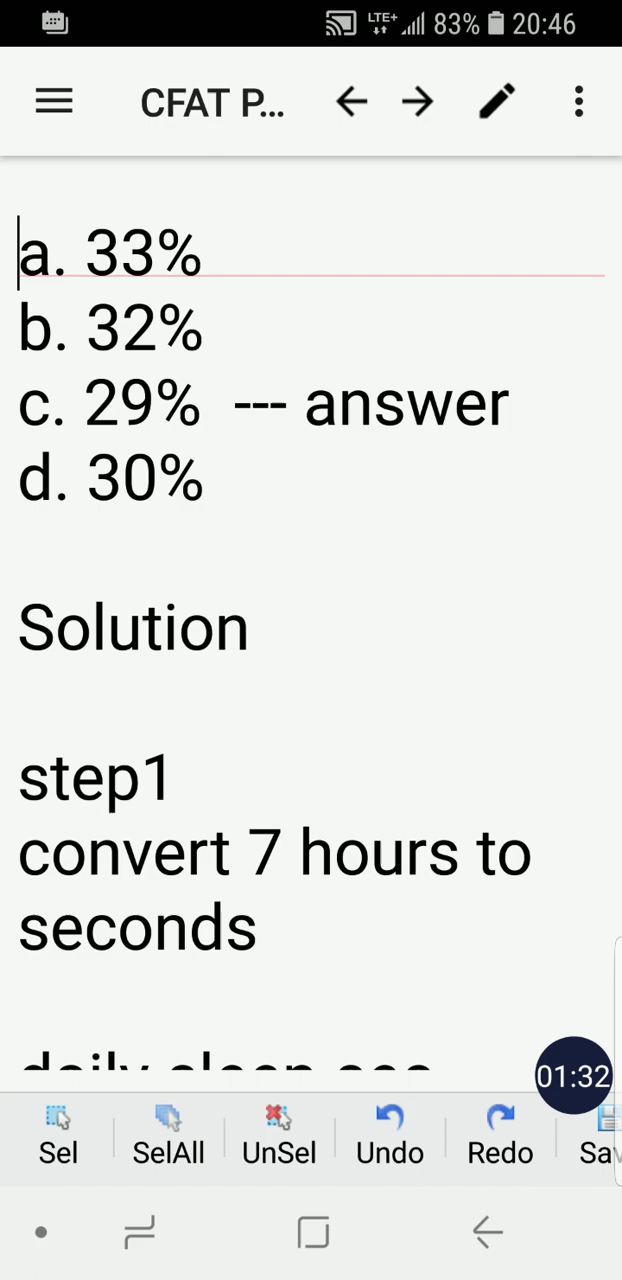 LTE+ 83% 20:46
CFAT P...
a. 33%
b. 32%
c. 29% --- answer
d. 30%
Solution
step1
convert 7 hours to
seconds
01:32
Sel SelAll UnSel Undo Redo